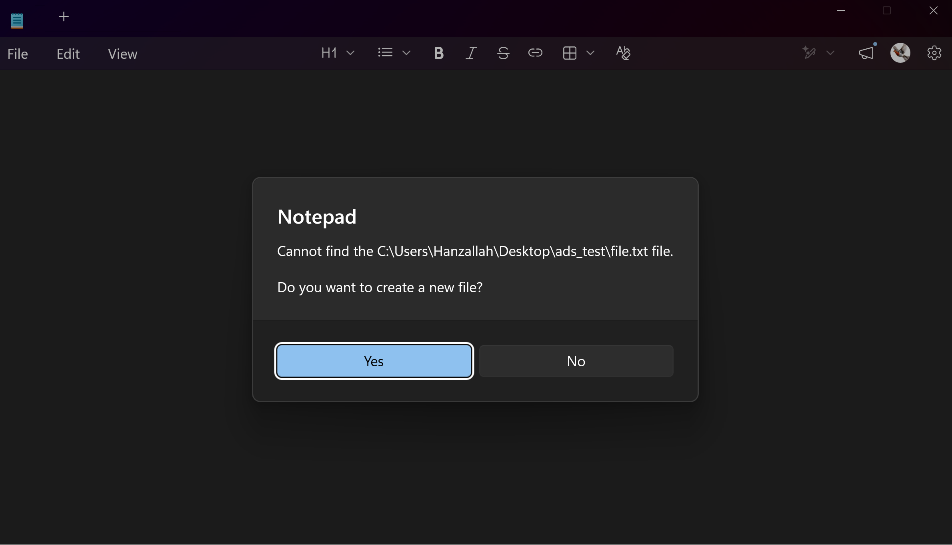 File Edit View H1 B I S
Notepad
Cannot find the C:\Users\Hanzallah\Desktop\ads_test\file.txt file.
Do you want to create a new file?
Yes No